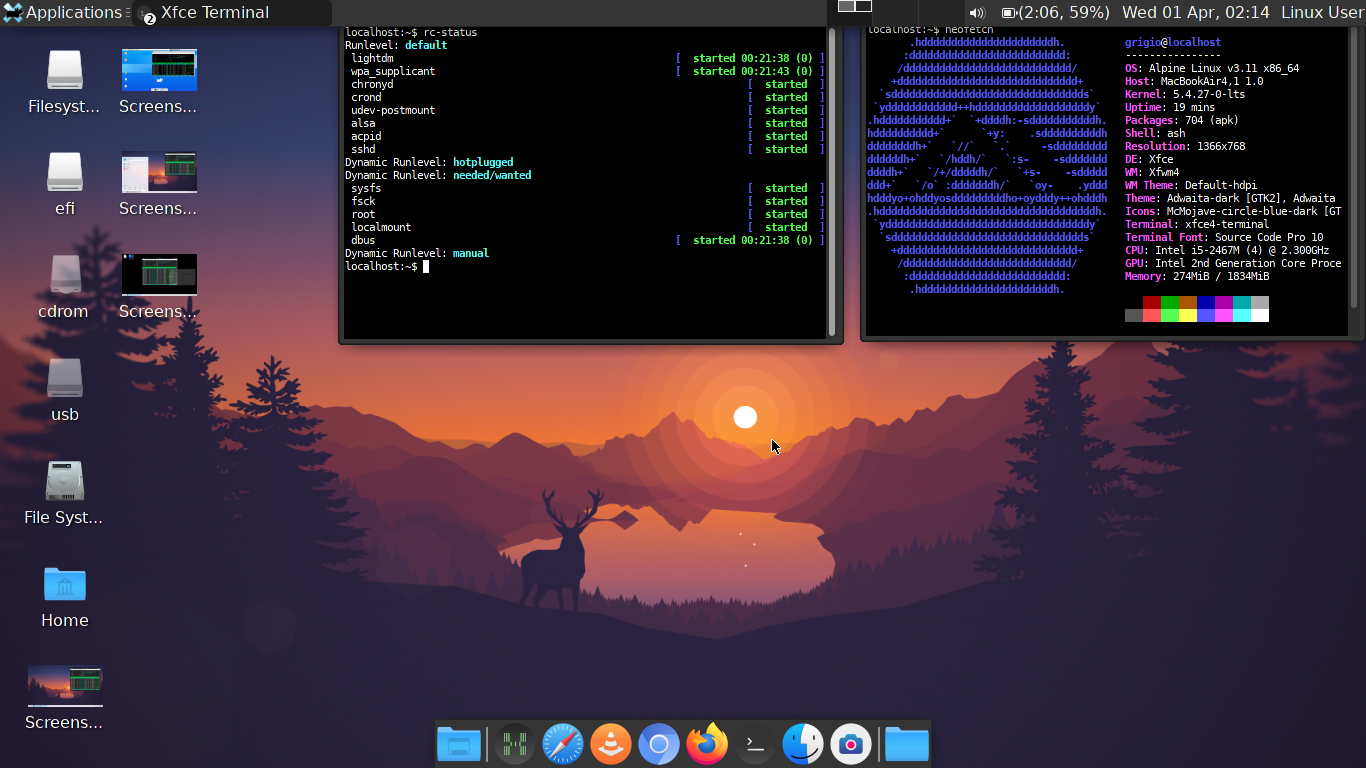 Applications
2
Xfce Terminal
(2:06, 59%)
Wed 01 Apr, 02:14
Linux User
Filesyst...
Screens...
efi
Screens...
cdrom
Screens...
usb
File Syst...
Home
Screens...
localhost:~$ rc-status
Runlevel: default
lightdm [ started 00:21:38 (0) ]
wpa_supplicant [ started 00:21:43 (0) ]
chronyd [ started ]
crond [ started ]
udev-postmount [ started ]
alsa [ started ]
acpid [ started ]
sshd [ started ]
Dynamic Runlevel: hotplugged
Dynamic Runlevel: needed/wanted
sysfs [ started ]
fsck [ started ]
root [ started ]
localmount [ started ]
dbus [ started 00:21:38 (0) ]
Dynamic Runlevel: manual
localhost:~$
localhost:~$ neofetch
grigio@localhost
---------------
OS: Alpine Linux v3.11 x86_64
Host: MacBookAir4,1 1.0
Kernel: 5.4.27-0-lts
Uptime: 19 mins
Packages: 704 (apk)
Shell: ash
Resolution: 1366x768
DE: Xfce
WM: Xfwm4
WM Theme: Default-hdpi
Theme: Adwaita-dark [GTK2], Adwaita
Icons: McMojave-circle-blue-dark [GT
Terminal: xfce4-terminal
Terminal Font: Source Code Pro 10
CPU: Intel i5-2467M (4) @ 2.300GHz
GPU: Intel 2nd Generation Core Proce
Memory: 274MiB / 1834MiB